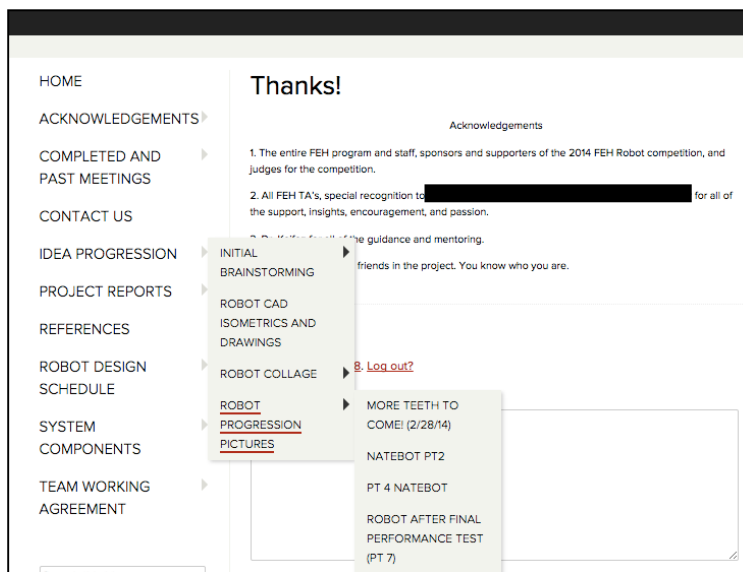 HOME
ACKNOWLEDGEMENTS
COMPLETED AND
PAST MEETINGS
CONTACT US
IDEA PROGRESSION
PROJECT REPORTS
REFERENCES
ROBOT DESIGN
SCHEDULE
SYSTEM
COMPONENTS
TEAM WORKING
AGREEMENT
INITIAL
BRAINSTORMING
ROBOT CAD
ISOMETRICS AND
DRAWINGS
ROBOT COLLAGE
ROBOT
PROGRESSION
PICTURES
MORE TEETH TO
COME! (2/28/14)
NATEBOT PT2
PT 4 NATEBOT
ROBOT AFTER FINAL
PERFORMANCE TEST
(PT 7)
Thanks!
Acknowledgements
1. The entire FEH program and staff, sponsors and supporters of the 2014 FEH Robot competition, and
judges for the competition.
2. All FEH TA's, special recognition to for all of
the support, insights, encouragement, and passion.
for all of the guidance and mentoring.
friends in the project. You know who you are.
8. Log out?